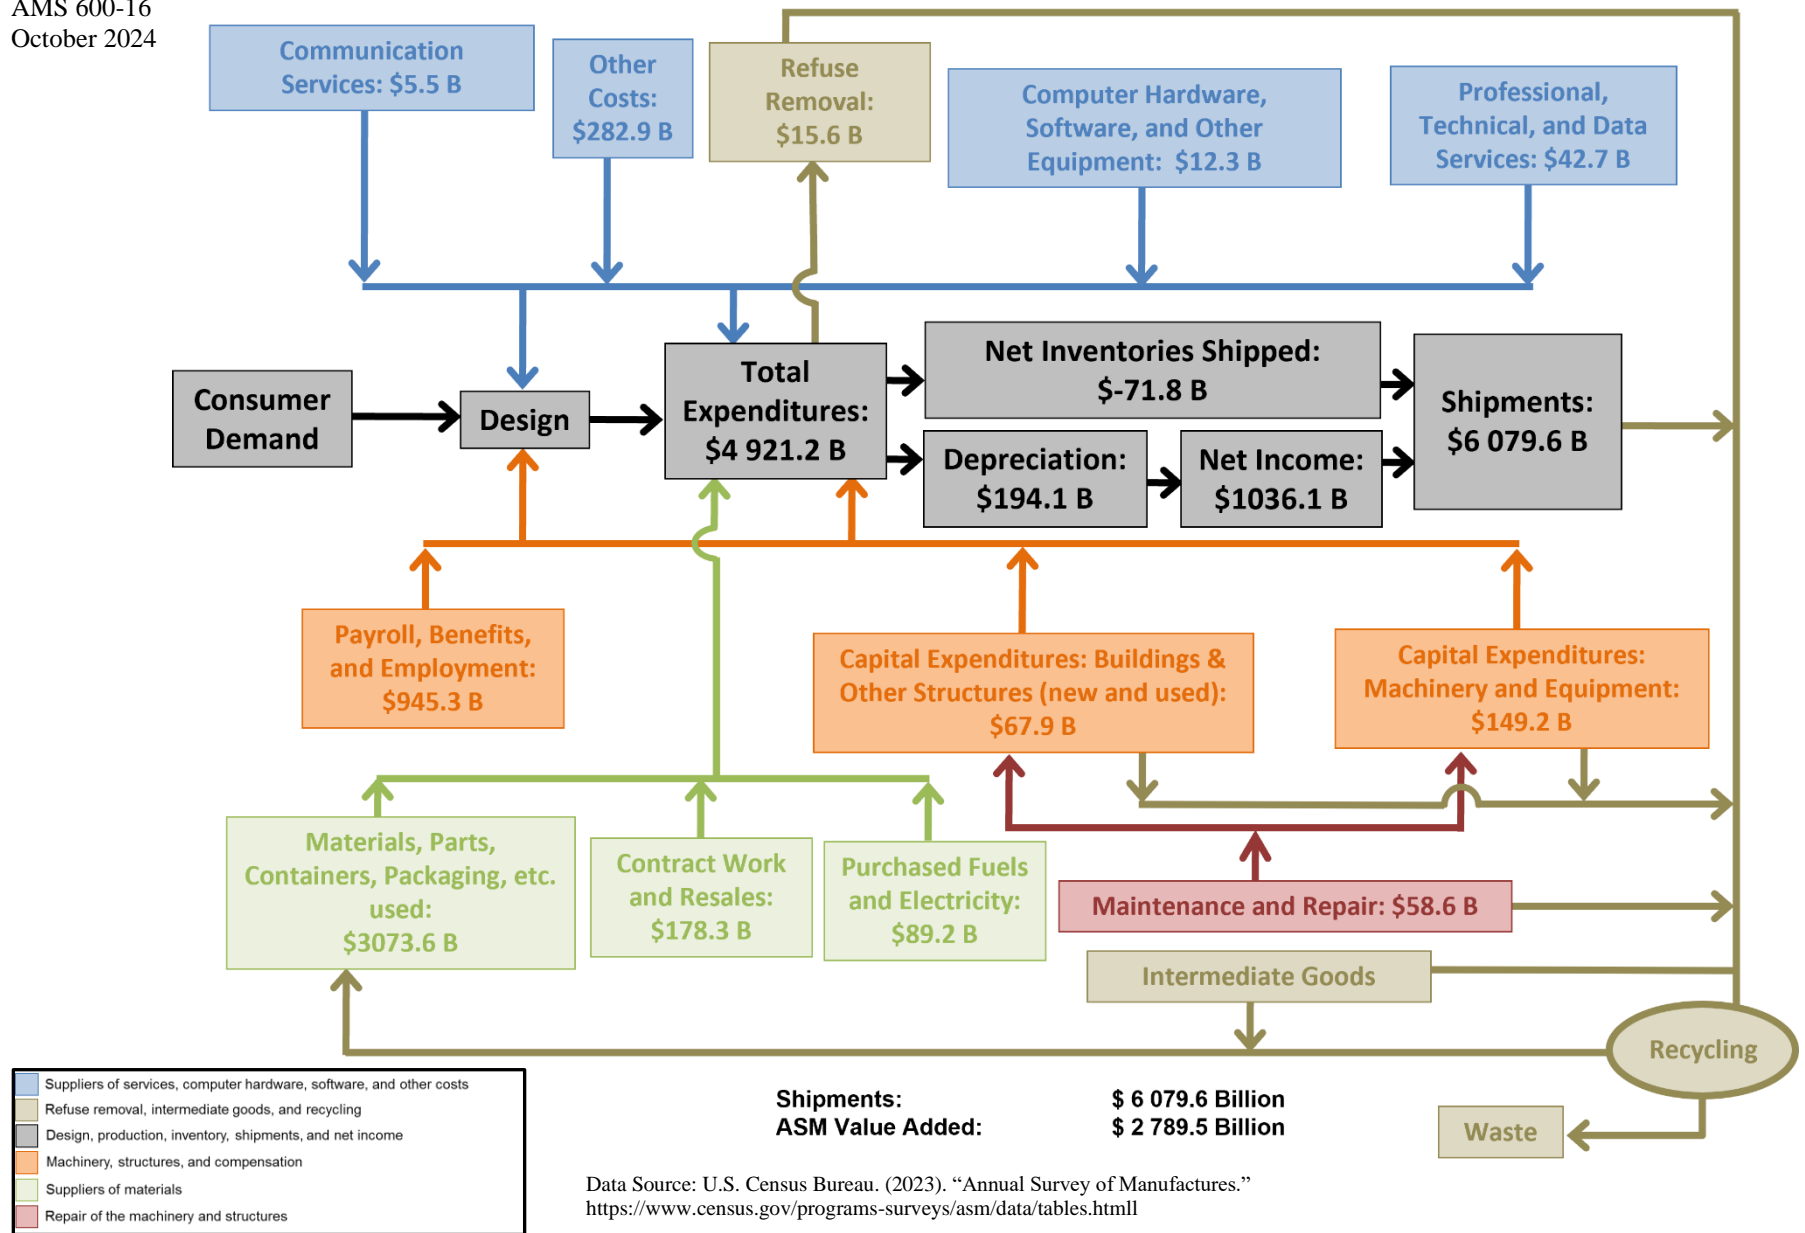 AMS 600-16
October 2024
Communication
Services: $5.5 B
Other
Costs:
$282.9 B
Refuse
Removal:
$15.6 B
Computer Hardware,
Software, and Other
Equipment:  $12.3 B
Professional,
Technical, and Data
Services: $42.7 B
Consumer
Demand
Design
Total
Expenditures:
$4 921.2 B
Net Inventories Shipped:
$-71.8 B
Depreciation:
$194.1 B
Net Income:
$1036.1 B
Shipments:
$6 079.6 B
Payroll, Benefits,
and Employment:
$945.3 B
Capital Expenditures: Buildings &
Other Structures (new and used):
$67.9 B
Capital Expenditures:
Machinery and Equipment:
$149.2 B
Materials, Parts,
Containers, Packaging, etc.
used:
$3073.6 B
Contract Work
and Resales:
$178.3 B
Purchased Fuels
and Electricity:
$89.2 B
Maintenance and Repair: $58.6 B
Intermediate Goods
Recycling
Waste
Suppliers of services, computer hardware, software, and other costs
Refuse removal, intermediate goods, and recycling
Design, production, inventory, shipments, and net income
Machinery, structures, and compensation
Suppliers of materials
Repair of the machinery and structures
Shipments: $ 6 079.6 Billion
ASM Value Added: $ 2 789.5 Billion
Data Source: U.S. Census Bureau. (2023). “Annual Survey of Manufactures.”
https://www.census.gov/programs-surveys/asm/data/tables.htmll